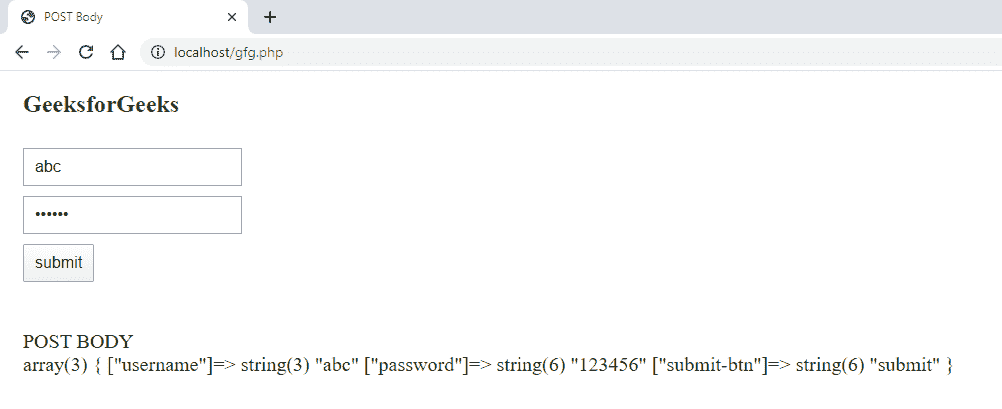 POST Body
localhost/gfg.php
GeeksforGeeks
abc
••••••
submit
POST BODY
array(3) { ["username"]=> string(3) "abc" ["password"]=> string(6) "123456" ["submit-btn"]=> string(6) "submit" }